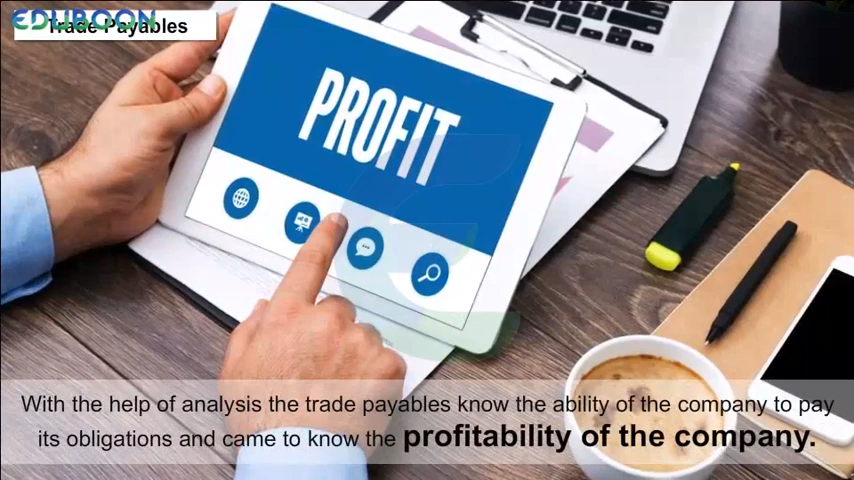 EDUBOON
Trade Payables
PROFIT
With the help of analysis the trade payables know the ability of the company to pay
its obligations and came to know the profitability of the company.